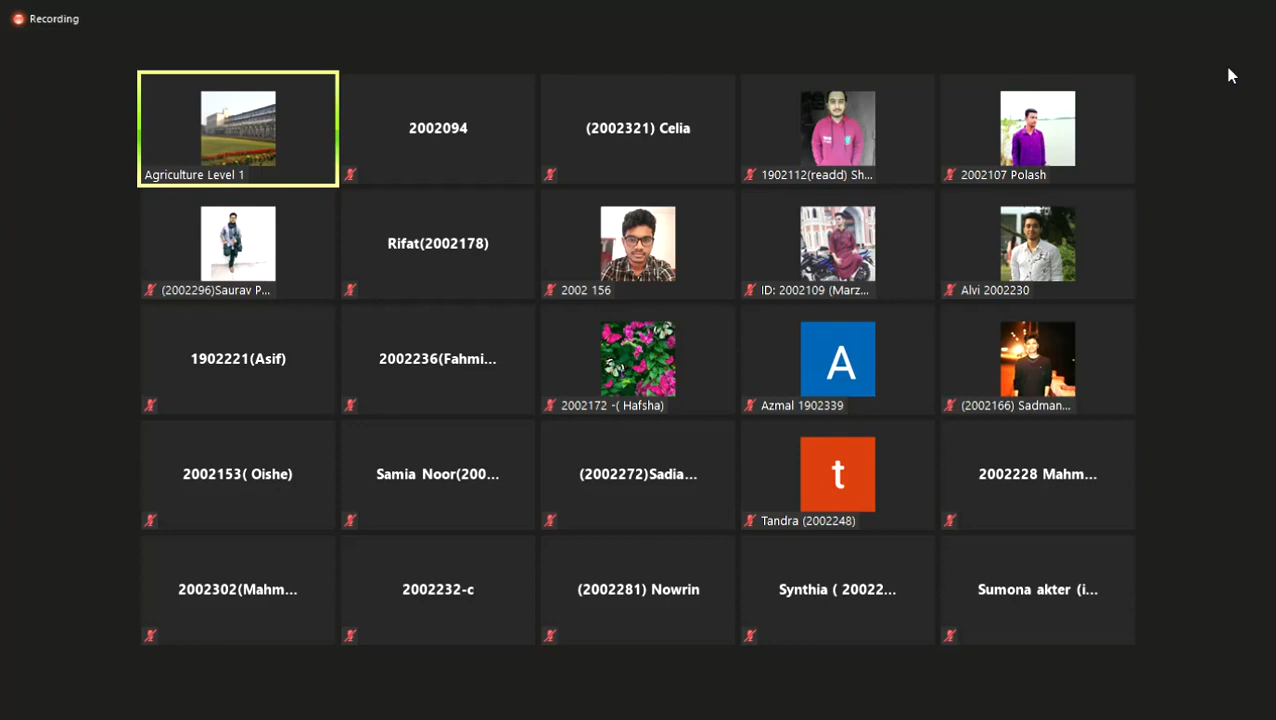 Recording
Agriculture Level 1
2002094
(2002321) Celia
1902112(readd) Sh...
2002107 Polash
(2002296)Saurav P...
Rifat(2002178)
2002 156
ID: 2002109 (Marz...
Alvi 2002230
1902221(Asif)
2002236(Fahmi...
2002172 -( Hafsha)
A
Azmal 1902339
(2002166) Sadman...
2002153( Oishe)
Samia Noor(200...
(2002272)Sadia...
t
Tandra (2002248)
2002228 Mahm...
2002302(Mahm...
2002232-c
(2002281) Nowrin
Synthia ( 20022...
Sumona akter (i...